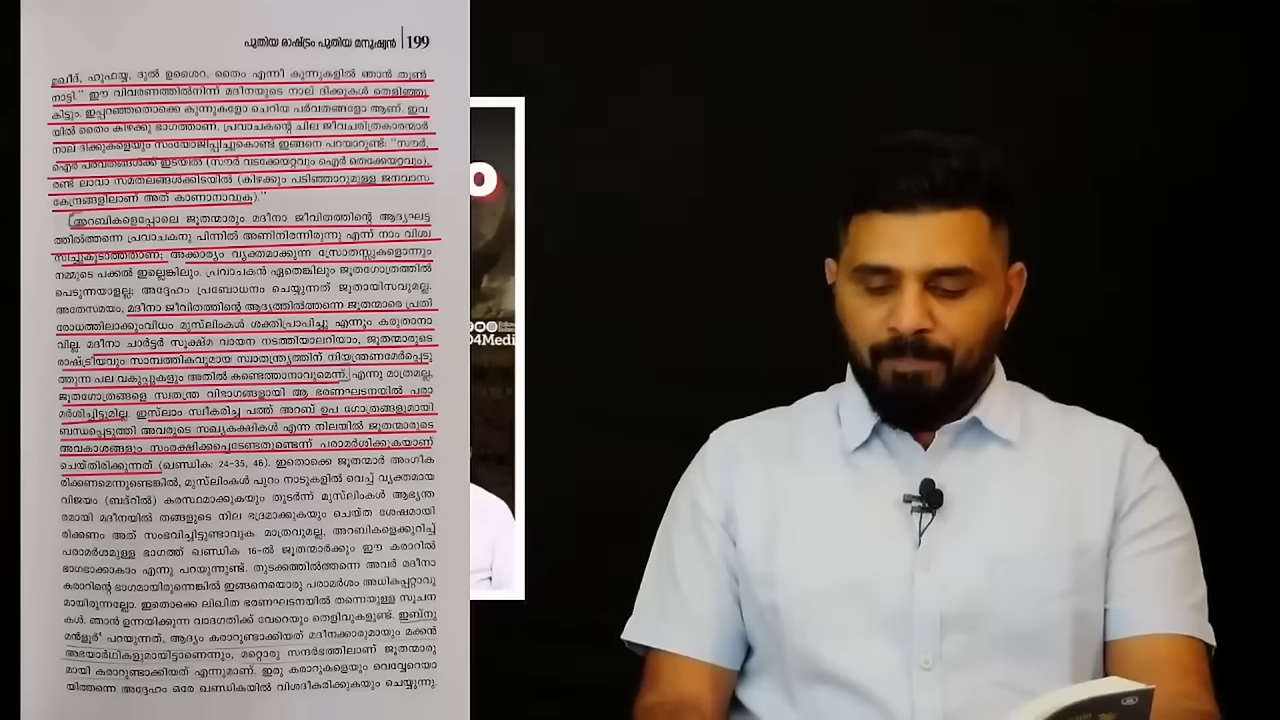 പുതിയ രാഷ്ട്രം പുതിയ മനുഷ്യൻ 199
മഖീദ്, ഹുഫയ്യ, ദുൽ ഉശൈറ, തൈം എന്നീ കുന്നുകളിൽ ഞാൻ തൂൺ
നാട്ടി." ഈ വിവരണത്തിൽനിന്ന് മദീനയുടെ നാല് ദിക്കുകൾ തെളിഞ്ഞു
കിട്ടും. ഇപ്പറഞ്ഞതൊക്കെ കുന്നുകളോ ചെറിയ പർവതങ്ങളോ ആണ്. ഇവ
യിൽ തൈം കിഴക്കു ഭാഗത്താണ്. പ്രവാചകന്റെ ചില ജീവചരിത്രകാരന്മാർ
നാല് ദിക്കുകളെയും സംയോജിപ്പിച്ചുകൊണ്ട് ഇങ്ങനെ പറയാറുണ്ട്: "സൗർ,
ഐർ പർവതങ്ങൾക്ക് ഇടയിൽ (സൗർ വടക്കേയറ്റവും ഐർ തെക്കേയറ്റവും),
രണ്ട് ലാവാ സമതലങ്ങൾക്കിടയിൽ (കിഴക്കും പടിഞ്ഞാറുമുള്ള ജനവാസ
കേന്ദ്രങ്ങളിലാണ് അത് കാണാനാവുക)."
അറബികളെപ്പോലെ ജൂതന്മാരും മദീനാ ജീവിതത്തിന്റെ ആദ്യഘട്ട
ത്തിൽത്തന്നെ പ്രവാചകനു പിന്നിൽ അണിനിരന്നിരുന്നു എന്ന് നാം വിശ്വ
സിച്ചുകൂടാത്തതാണ്; അക്കാര്യം വ്യക്തമാക്കുന്ന സ്രോതസ്സുകളൊന്നും
നമ്മുടെ പക്കൽ ഇല്ലെങ്കിലും. പ്രവാചകൻ ഏതെങ്കിലും ജൂതഗോത്രത്തിൽ
പെടുന്നയാളല്ല; അദ്ദേഹം പ്രബോധനം ചെയ്യുന്നത് ജൂതായിസവുമല്ല.
അതേസമയം, മദീനാ ജീവിതത്തിന്റെ ആദ്യത്തിൽത്തന്നെ ജൂതന്മാരെ പ്രതി
രോധത്തിലാക്കുംവിധം മുസ്‌ലിംകൾ ശക്തിപ്രാപിച്ചു എന്നും കരുതാനാ
വില്ല. മദീനാ ചാർട്ടർ സൂക്ഷ്മ വായന നടത്തിയാലറിയാം, ജൂതന്മാരുടെ
രാഷ്ട്രീയവും സാമ്പത്തികവുമായ സ്വാതന്ത്ര്യത്തിന് നിയന്ത്രണമേർപ്പെടു
ത്തുന്ന പല വകുപ്പുകളും അതിൽ കണ്ടെത്താനാവുമെന്ന്. എന്നു മാത്രമല്ല,
ജൂതഗോത്രങ്ങളെ സ്വതന്ത്ര വിഭാഗങ്ങളായി ആ ഭരണഘടനയിൽ പരാ
മർശിച്ചിട്ടുമില്ല. ഇസ്‌ലാം സ്വീകരിച്ച പത്ത് അറബ് ഉപ ഗോത്രങ്ങളുമായി
ബന്ധപ്പെടുത്തി അവരുടെ സഖ്യകക്ഷികൾ എന്ന നിലയിൽ ജൂതന്മാരുടെ
അവകാശങ്ങളും സംരക്ഷിക്കപ്പെടേണ്ടതുണ്ടെന്ന് പരാമർശിക്കുകയാണ്
ചെയ്തിരിക്കുന്നത് (ഖണ്ഡിക: 24-35, 46). ഇതൊക്കെ ജൂതന്മാർ അംഗീക
രിക്കണമെന്നുണ്ടെങ്കിൽ, മുസ്‌ലിംകൾ പുറം നാടുകളിൽ വെച്ച് വ്യക്തമായ
വിജയം (ബദ്റിൽ) കരസ്ഥമാക്കുകയും തുടർന്ന് മുസ്‌ലിംകൾ ആഭ്യന്ത
രമായി മദീനയിൽ തങ്ങളുടെ നില ഭദ്രമാക്കുകയും ചെയ്ത ശേഷമായി
രിക്കണം അത് സംഭവിച്ചിട്ടുണ്ടാവുക. മാത്രവുമല്ല, അറബികളെക്കുറിച്ച്
പരാമർശമുള്ള ഭാഗത്ത് ഖണ്ഡിക 16-ൽ ജൂതന്മാർക്കും ഈ കരാറിൽ
ഭാഗഭാക്കാകാം എന്നു പറയുന്നുണ്ട്. തുടക്കത്തിൽത്തന്നെ അവർ മദീനാ
കരാറിന്റെ ഭാഗമായിരുന്നെങ്കിൽ ഇങ്ങനെയൊരു പരാമർശം അധികപ്പറ്റാവു
മായിരുന്നല്ലോ. ഇതൊക്കെ ലിഖിത ഭരണഘടനയിൽ തന്നെയുള്ള സൂചന
കൾ. ഞാൻ ഉന്നയിക്കുന്ന വാദഗതിക്ക് വേറെയും തെളിവുകളുണ്ട്. ഇബ്നു
മൻളൂർ പറയുന്നത്, ആദ്യം കരാറുണ്ടാക്കിയത് മദീനക്കാരുമായും മക്കൻ
അഭയാർഥികളുമായിട്ടാണെന്നും, മറ്റൊരു സന്ദർഭത്തിലാണ് ജൂതന്മാരു
മായി കരാറുണ്ടാക്കിയത് എന്നുമാണ്. ഇരു കരാറുകളെയും വെവ്വേറെയാ
യിത്തന്നെ അദ്ദേഹം ഒരേ ഖണ്ഡികയിൽ വിശദീകരിക്കുകയും ചെയ്യുന്നു.